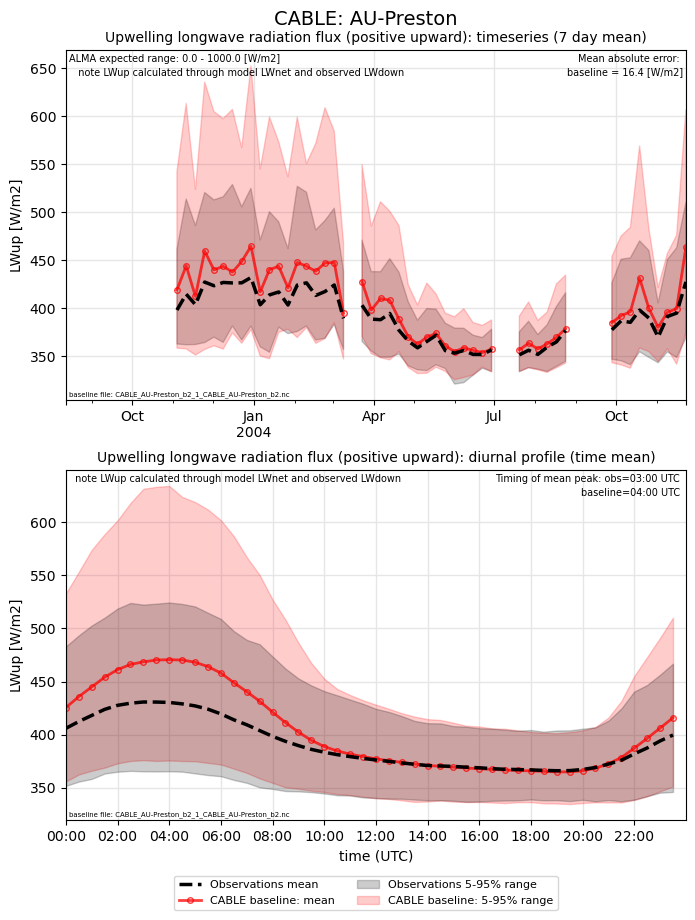 CABLE: AU-Preston
Upwelling longwave radiation flux (positive upward): timeseries (7 day mean)
ALMA expected range: 0.0 - 1000.0 [W/m2]
Mean absolute error:
note LWup calculated through model LWnet and observed LWdown
baseline = 16.4 [W/m2]
650
600
550
500
450
400
350
LWup [W/m2]
baseline file: CABLE_AU-Preston_b2_1_CABLE_AU-Preston_b2.nc
Oct
Jan
2004
Apr
Jul
Oct
Upwelling longwave radiation flux (positive upward): diurnal profile (time mean)
note LWup calculated through model LWnet and observed LWdown
Timing of mean peak: obs=03:00 UTC
baseline=04:00 UTC
600
550
500
450
400
350
LWup [W/m2]
baseline file: CABLE_AU-Preston_b2_1_CABLE_AU-Preston_b2.nc
00:00 02:00 04:00 06:00 08:00 10:00 12:00 14:00 16:00 18:00 20:00 22:00
time (UTC)
Observations mean
CABLE baseline: mean
Observations 5-95% range
CABLE baseline: 5-95% range